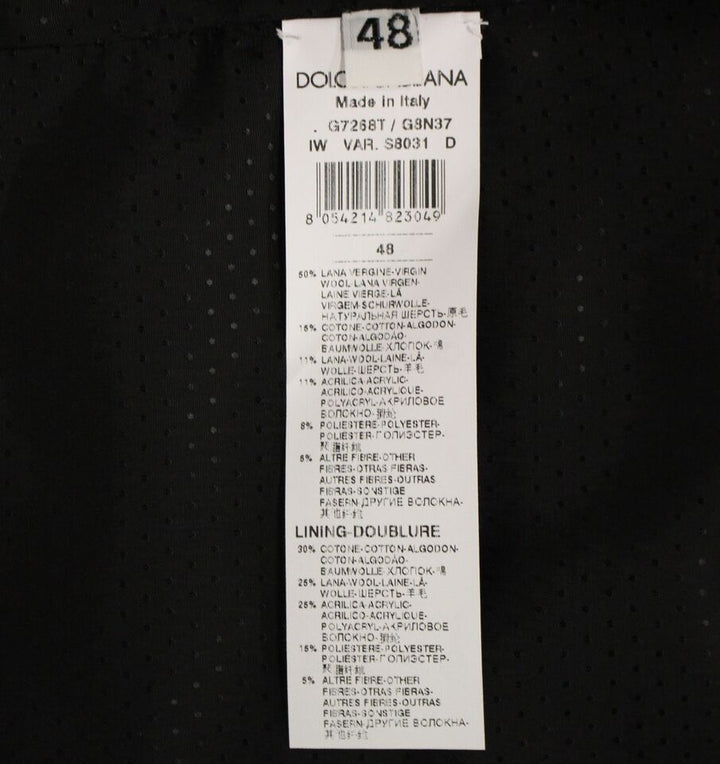 48
Made in Italy
. G7268T / G8N37
IW VAR. S8031 D
8 054214 823049
48
50% LANA VERGINE-VIRGIN
WOOL-LANA VIRGEN-
LAINE VIERGE-LÃ
VIRGEM-SCHURWOLLE-
НАТУРАЛЬНАЯ ШЕРСТЬ-原毛
15% COTONE-COTTON-ALGODON-
COTON-ALGODÃO-
BAUMWOLLE-ХЛОПОК-棉
11% LANA-WOOL-LAINE-LÃ-
WOLLE-ШЕРСТЬ-羊毛
11% ACRILICA-ACRYLIC-
ACRILICO-ACRYLIQUE-
POLYACRYL-АКРИЛОВОЕ
ВОЛОКНО-
8% POLIESTERE-POLYESTER-
POLIESTER-ПОЛИЭСТЕР-
聚酯纤维
5% ALTRE FIBRE-OTHER
FIBRES-OTRAS FIBRAS-
AUTRES FIBRES-OUTRAS
FIBRAS-SONSTIGE
FASERN-ДРУГИЕ ВОЛОКНА-
其他纤维
LINING-DOUBLURE
30% COTONE-COTTON-ALGODON-
COTON-ALGODÃO-
BAUMWOLLE-ХЛОПОК-棉
25% LANA-WOOL-LAINE-LÃ-
WOLLE-ШЕРСТЬ-羊毛
25% ACRILICA-ACRYLIC-
ACRILICO-ACRYLIQUE-
POLYACRYL-АКРИЛОВОЕ
ВОЛОКНО-
15% POLIESTERE-POLYESTER-
POLIESTER-ПОЛИЭСТЕР-
聚酯纤维
5% ALTRE FIBRE-OTHER
FIBRES-OTRAS FIBRAS-
AUTRES FIBRES-OUTRAS
FIBRAS-SONSTIGE
FASERN-ДРУГИЕ ВОЛОКНА-
其他纤维